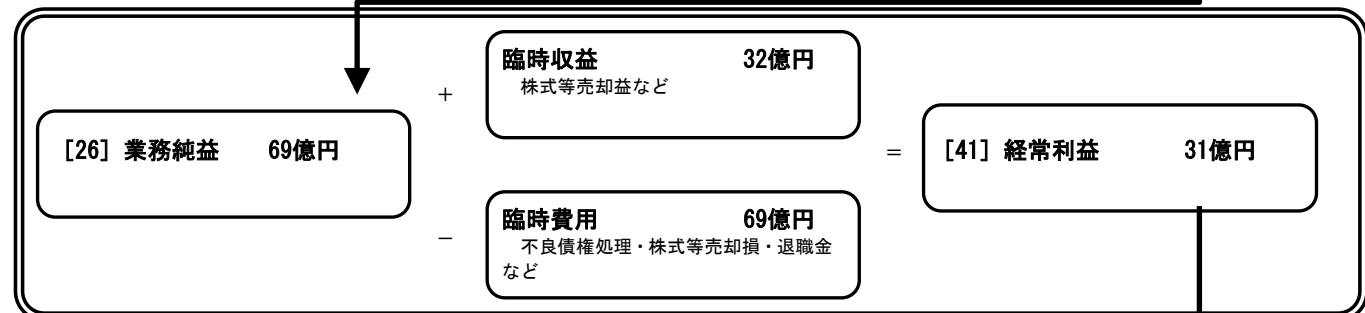 臨時収益 32億円
株式等売却益など
+
[26] 業務純益 69億円
= [41] 経常利益 31億円
臨時費用 69億円
−
不良債権処理・株式等売却損・退職金
など